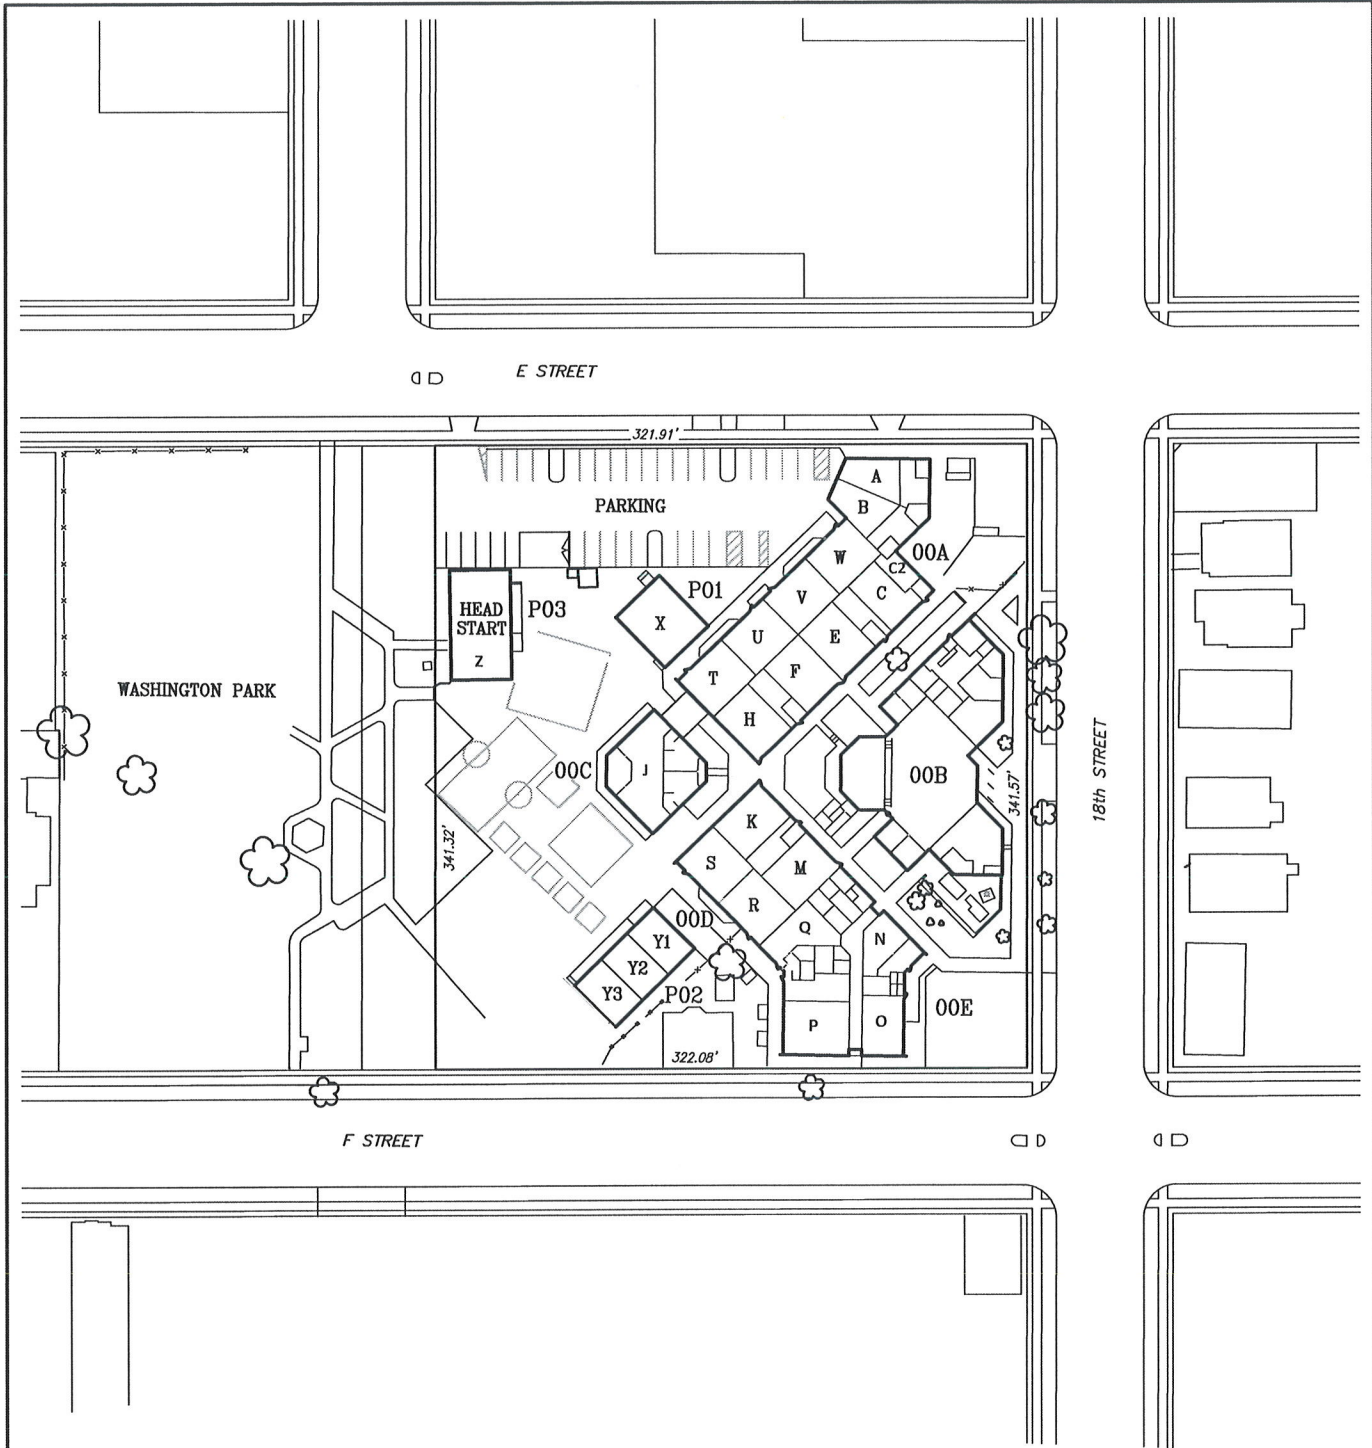 E STREET
321.91'
PARKING
A
B
00A
W
C2
C
P01
V
HEAD
START
P03
X
U
E
Z
T
F
WASHINGTON PARK
H
00C
J
00B
341.57'
18th STREET
K
341.32'
S
M
R
00D
Q
Y1
N
Y2
Y3
P02
00E
P
O
322.08'
F STREET